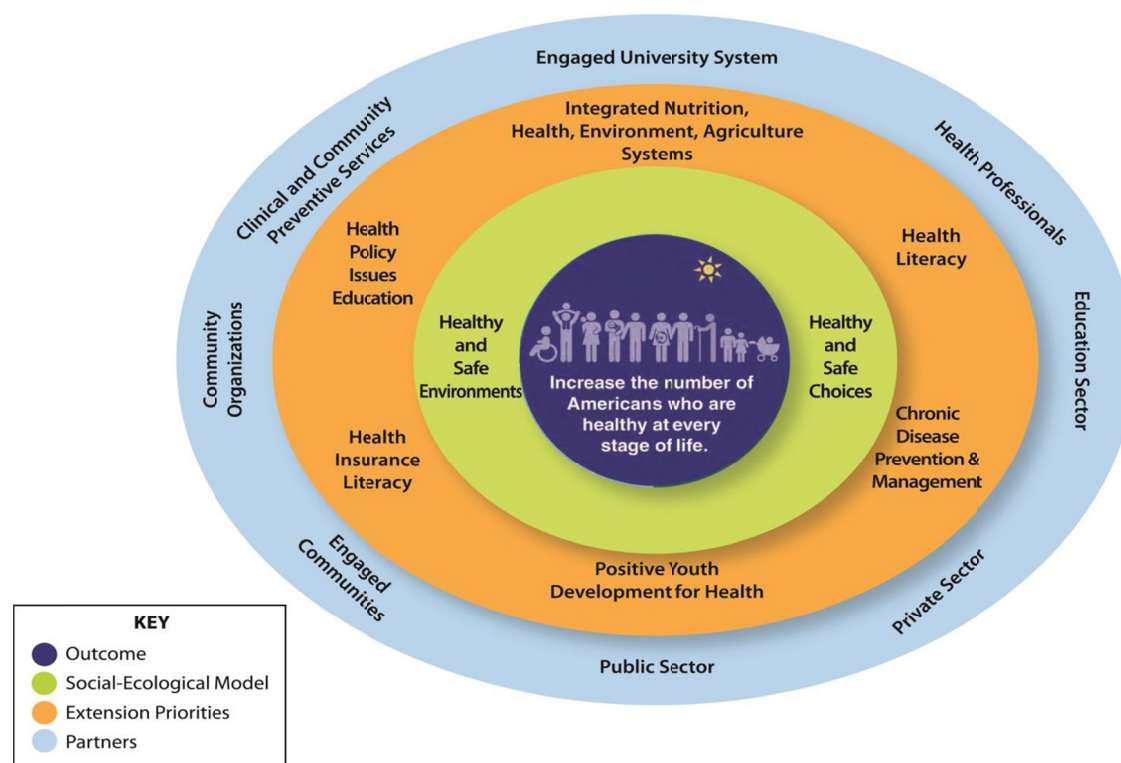 Engaged University System
Clinical and Community
Preventive Services
Health Professionals
Community
Organizations
Education Sector
Engaged
Communities
Private Sector
Public Sector
Integrated Nutrition,
Health, Environment, Agriculture
Systems
Health
Policy
Issues
Education
Health
Literacy
Health
Insurance
Literacy
Chronic
Disease
Prevention &
Management
Positive Youth
Development for Health
Healthy
and
Safe
Environments
Healthy
and
Safe
Choices
Increase the number of
Americans who are
healthy at every
stage of life.
KEY
Outcome
Social-Ecological Model
Extension Priorities
Partners